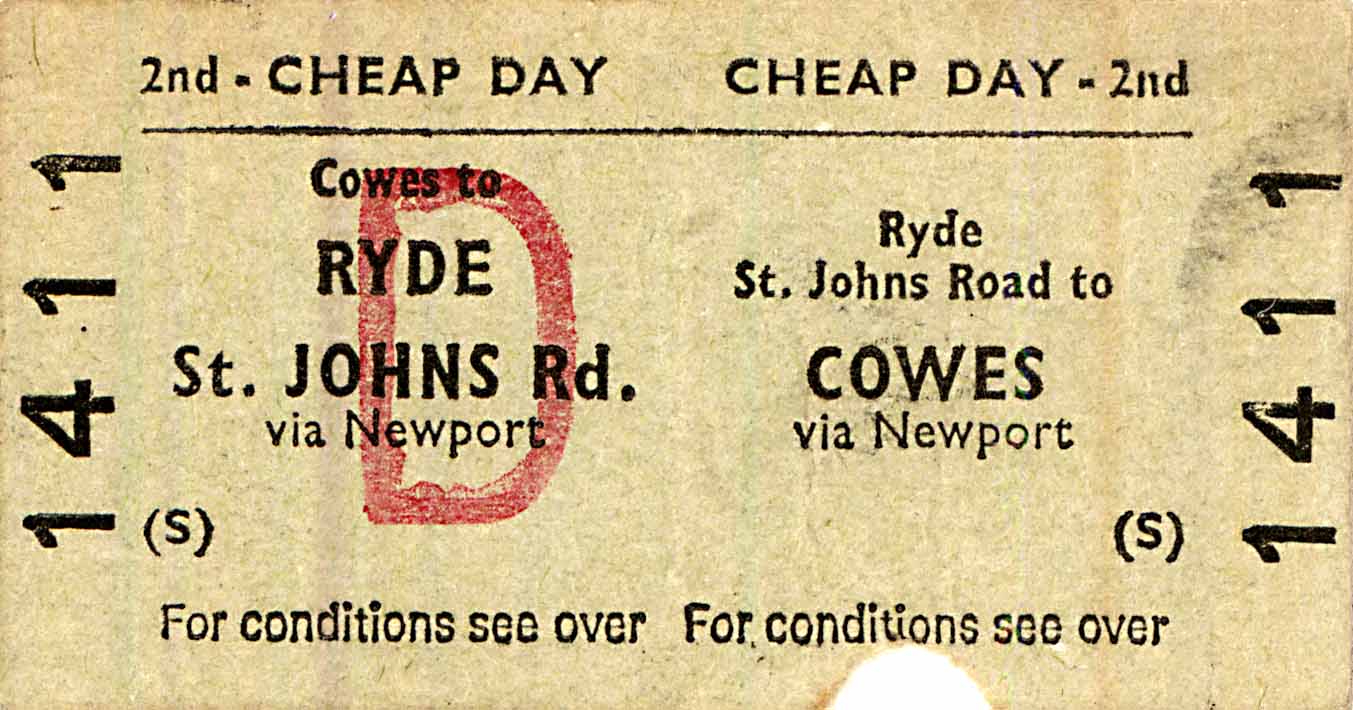 2nd - CHEAP DAY
CHEAP DAY - 2nd
Cowes to
RYDE
St. JOHNS Rd.
via Newport
D
(S)
For conditions see over
Ryde
St. Johns Road to
COWES
via Newport
(S)
For conditions see over
1411
1411